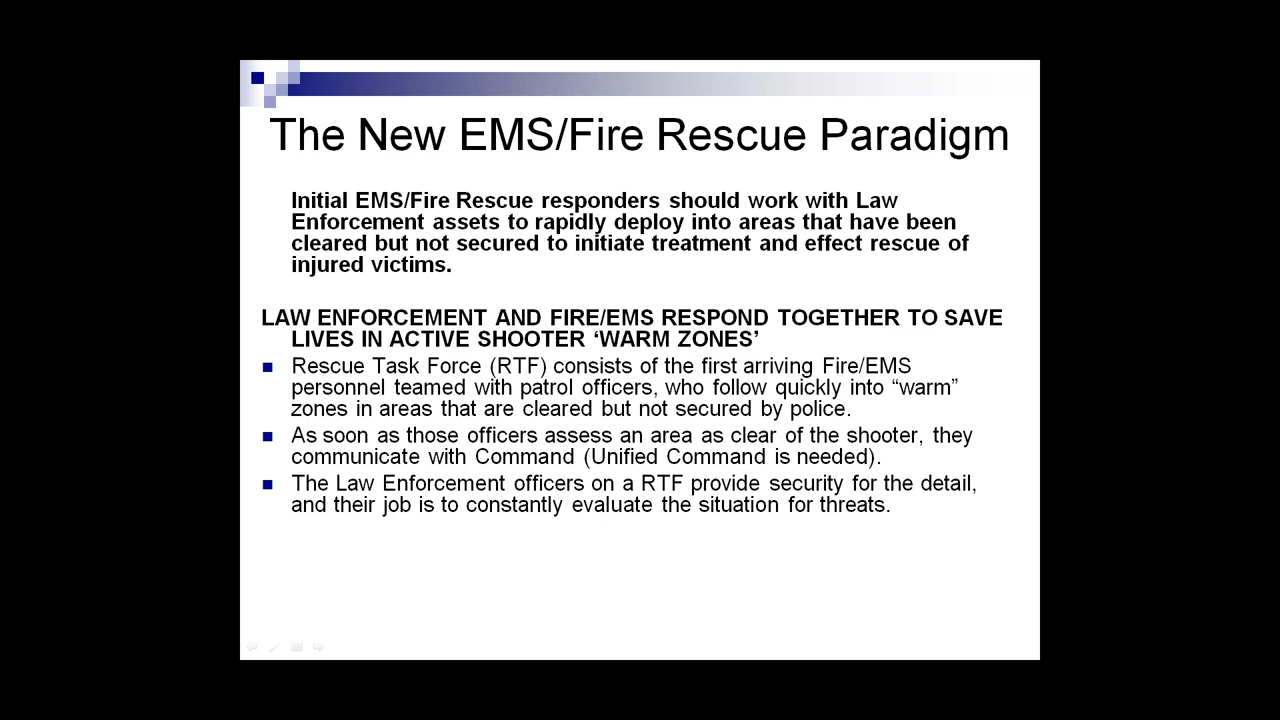 The New EMS/Fire Rescue Paradigm
Initial EMS/Fire Rescue responders should work with Law
Enforcement assets to rapidly deploy into areas that have been
cleared but not secured to initiate treatment and effect rescue of
injured victims.
LAW ENFORCEMENT AND FIRE/EMS RESPOND TOGETHER TO SAVE
LIVES IN ACTIVE SHOOTER ‘WARM ZONES’
Rescue Task Force (RTF) consists of the first arriving Fire/EMS
personnel teamed with patrol officers, who follow quickly into “warm”
zones in areas that are cleared but not secured by police.
As soon as those officers assess an area as clear of the shooter, they
communicate with Command (Unified Command is needed).
The Law Enforcement officers on a RTF provide security for the detail,
and their job is to constantly evaluate the situation for threats.